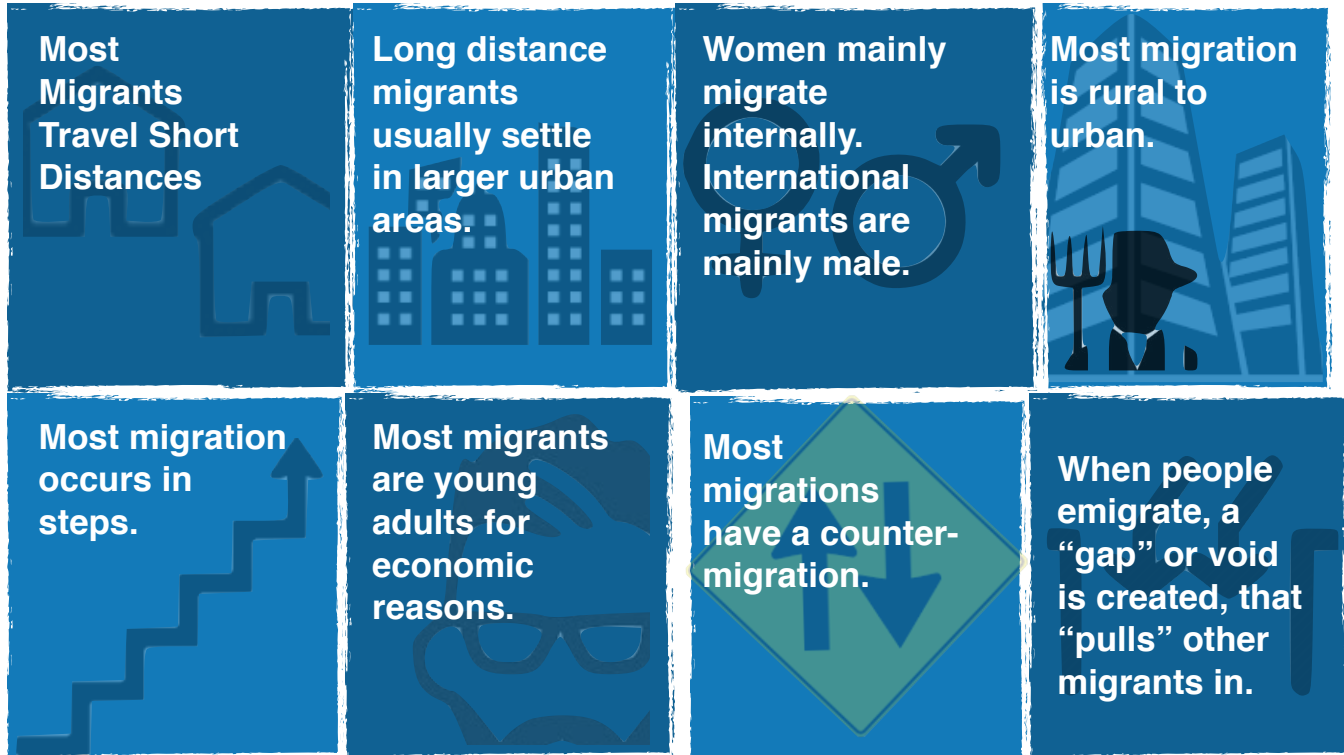 Most
Migrants
Travel Short
Distances
Long distance
migrants
usually settle
in larger urban
areas.
Women mainly
migrate
internally.
International
migrants are
mainly male.
Most migration
is rural to
urban.
Most migration
occurs in
steps.
Most migrants
are young
adults for
economic
reasons.
Most
migrations
have a counter-
migration.
When people
emigrate, a
“gap” or void
is created, that
“pulls” other
migrants in.